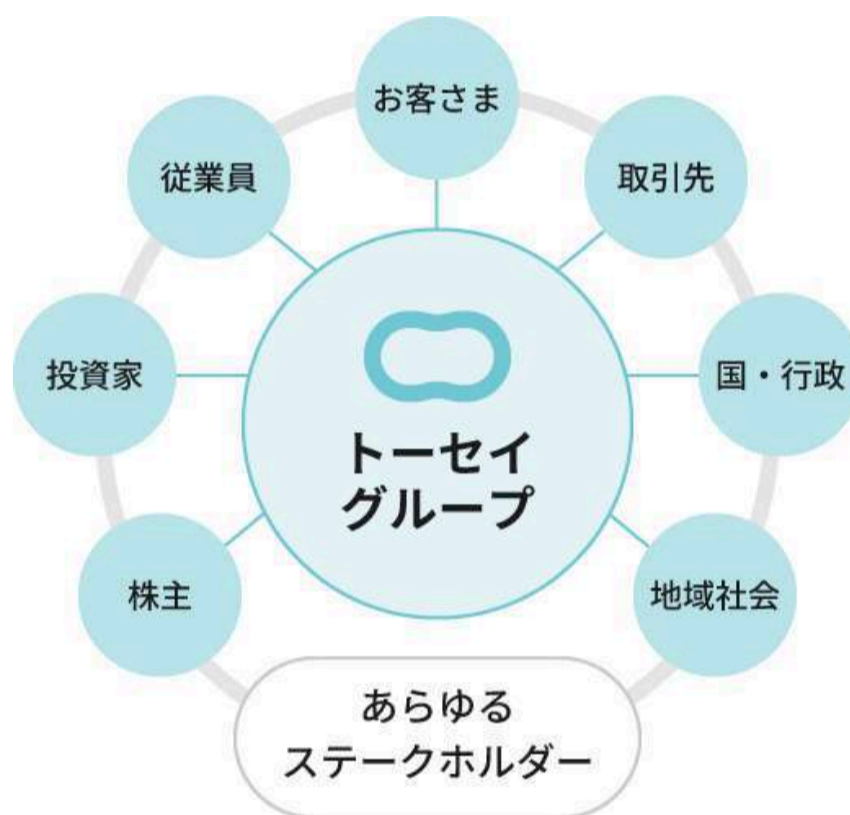 お客さま
従業員
取引先
投資家
国・行政
トーセイ
グループ
株主
地域社会
あらゆる
ステークホルダー